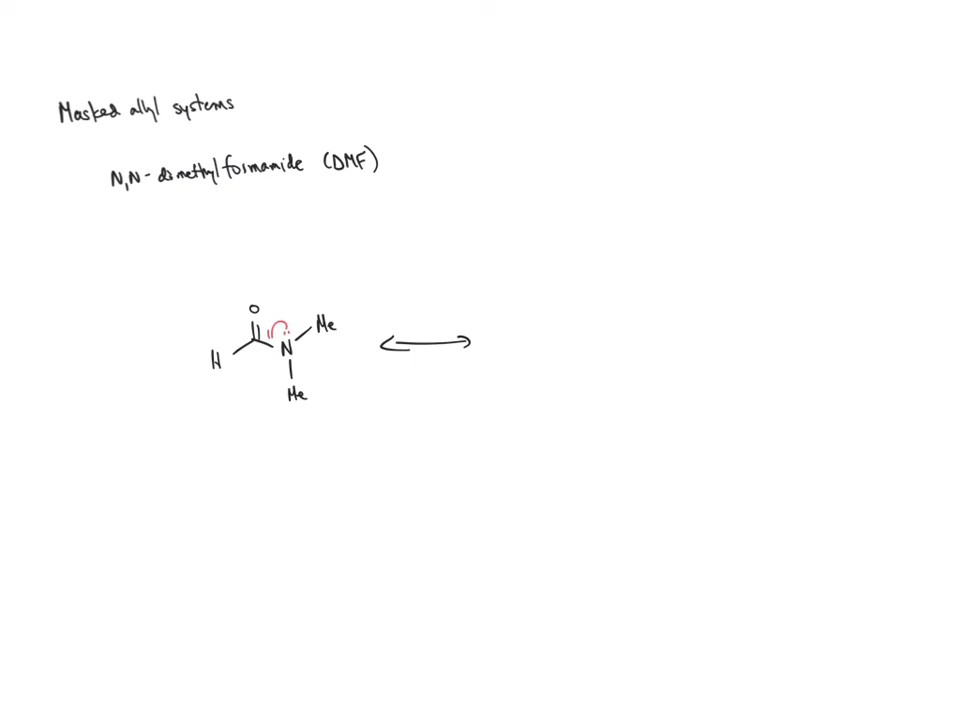 Masked allyl systems
N,N-dimethylformamide (DMF)
O
Me
H
N
Me